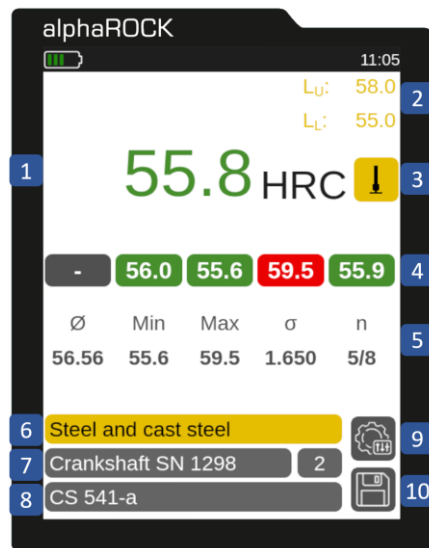 alphaROCK
11:05
LU: 58.0
2
LL: 55.0
1
55.8 HRC
3
- 56.0 55.6 59.5 55.9
4
Ø Min Max σ n
5
56.56 55.6 59.5 1.650 5/8
6 Steel and cast steel
9
7 Crankshaft SN 1298 2
8 CS 541-a
10